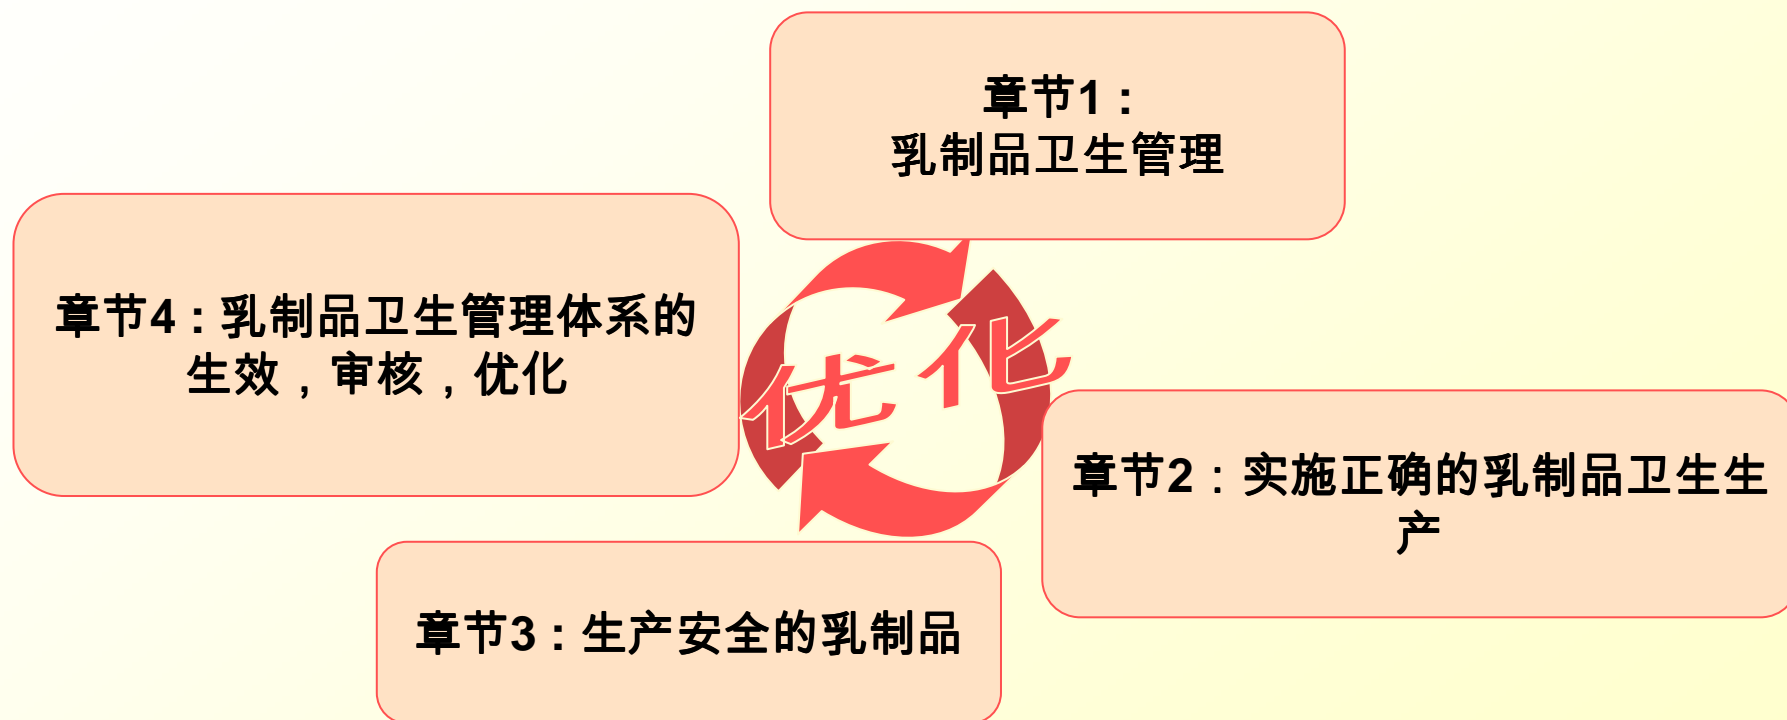 章节1：
乳制品卫生管理
章节4：乳制品卫生管理体系的
生效，审核，优化
优化
章节2：实施正确的乳制品卫生生
产
章节3：生产安全的乳制品